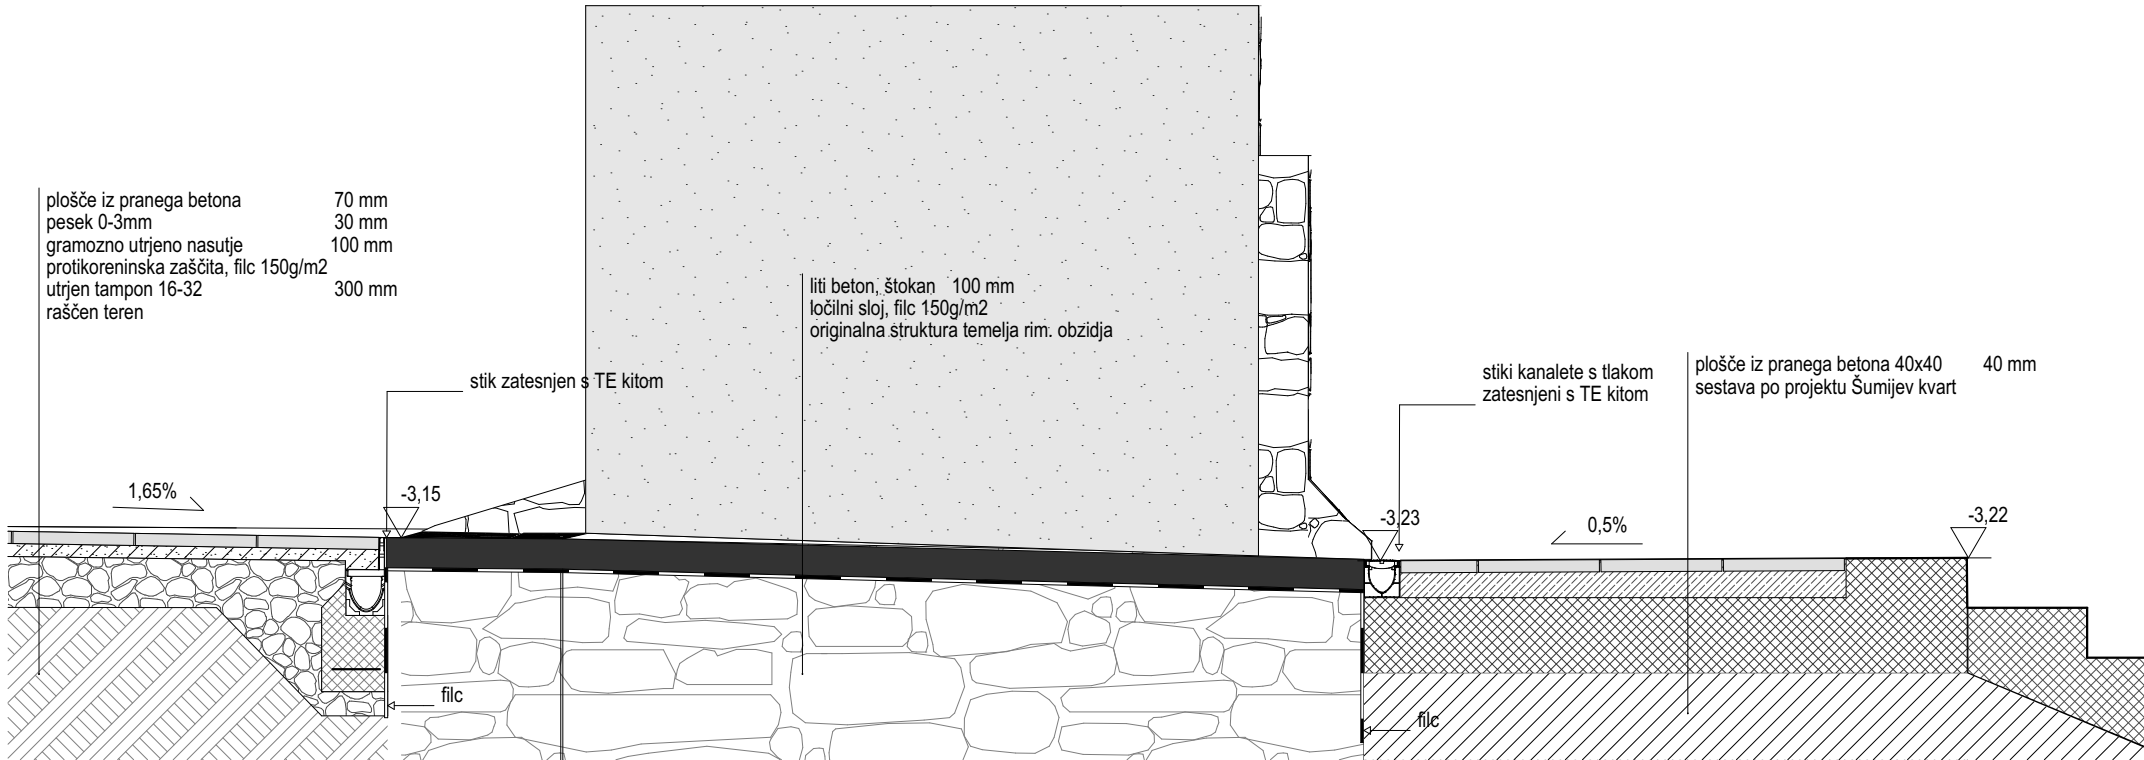 plošče iz pranega betona 70 mm
pesek 0-3mm 30 mm
gramozno utrjeno nasutje 100 mm
protikoreninska zaščita, filc 150g/m2
utrjen tampon 16-32 300 mm
raščen teren
liti beton, štokan 100 mm
ločilni sloj, filc 150g/m2
originalna struktura temelja rim. obzidja
stik zatesnjen s TE kitom
stiki kanalete s tlakom
zatesnjeni s TE kitom
plošče iz pranega betona 40x40 40 mm
sestava po projektu Šumijev kvart
1,65%
-3,15
-3,23
0,5%
-3,22
filc
filc